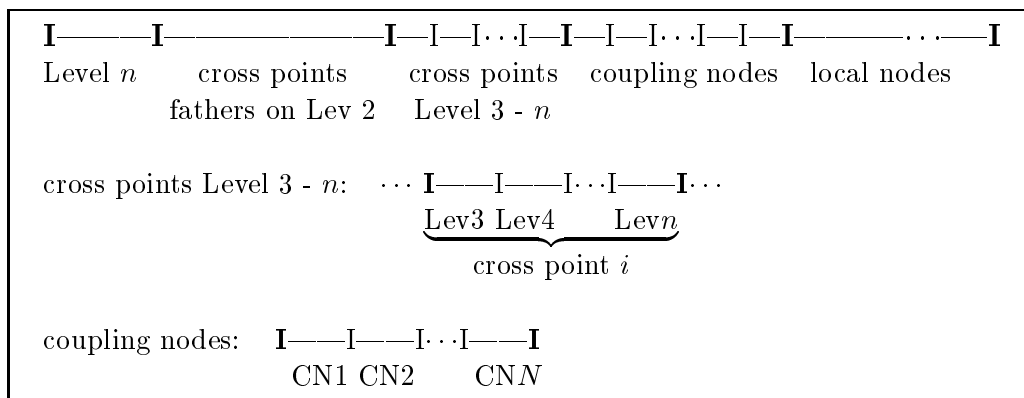 I———I———————I—I—I···I—I—I—I···I—I—I————···—I
Level n cross points cross points coupling nodes local nodes
fathers on Lev 2 Level 3 - n
cross points Level 3 - n: ··· I——I——I···I——I···
Lev3 Lev4 Levn
cross point i
coupling nodes: I——I——I···I——I
CN1 CN2 CNN